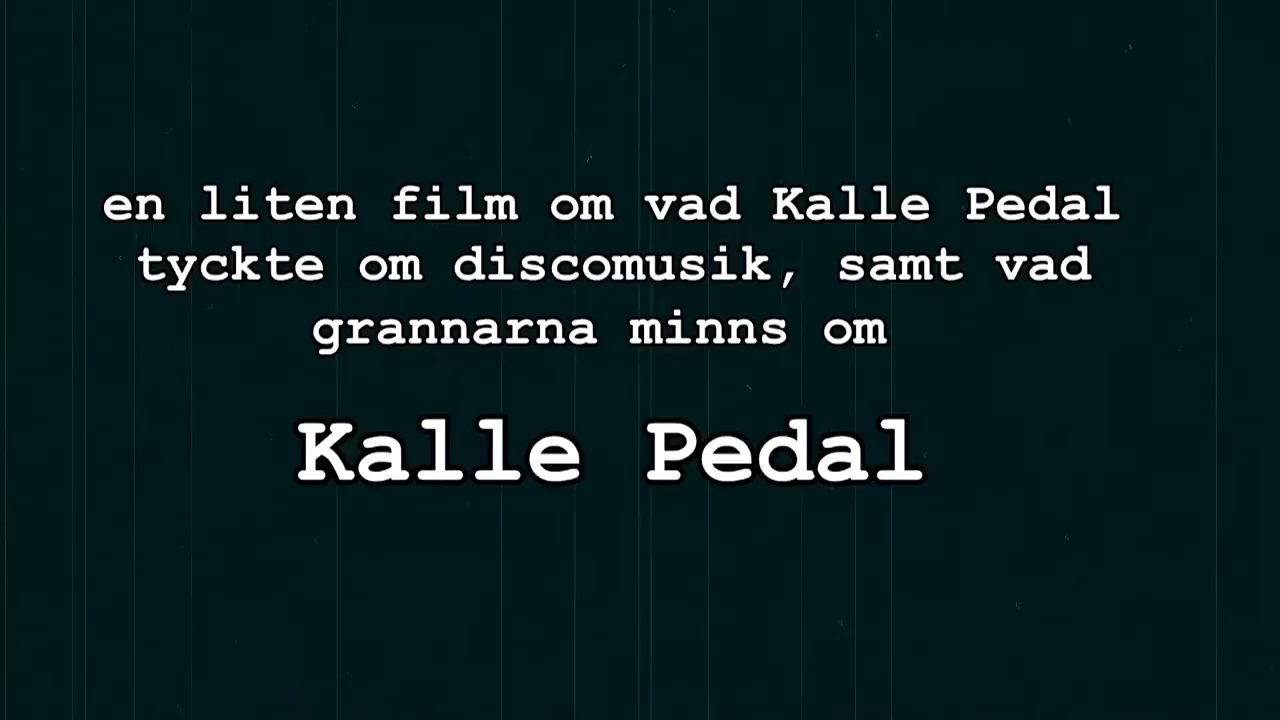 en liten film om vad Kalle Pedal
tyckte om discomusik, samt vad
grannarna minns om
Kalle Pedal